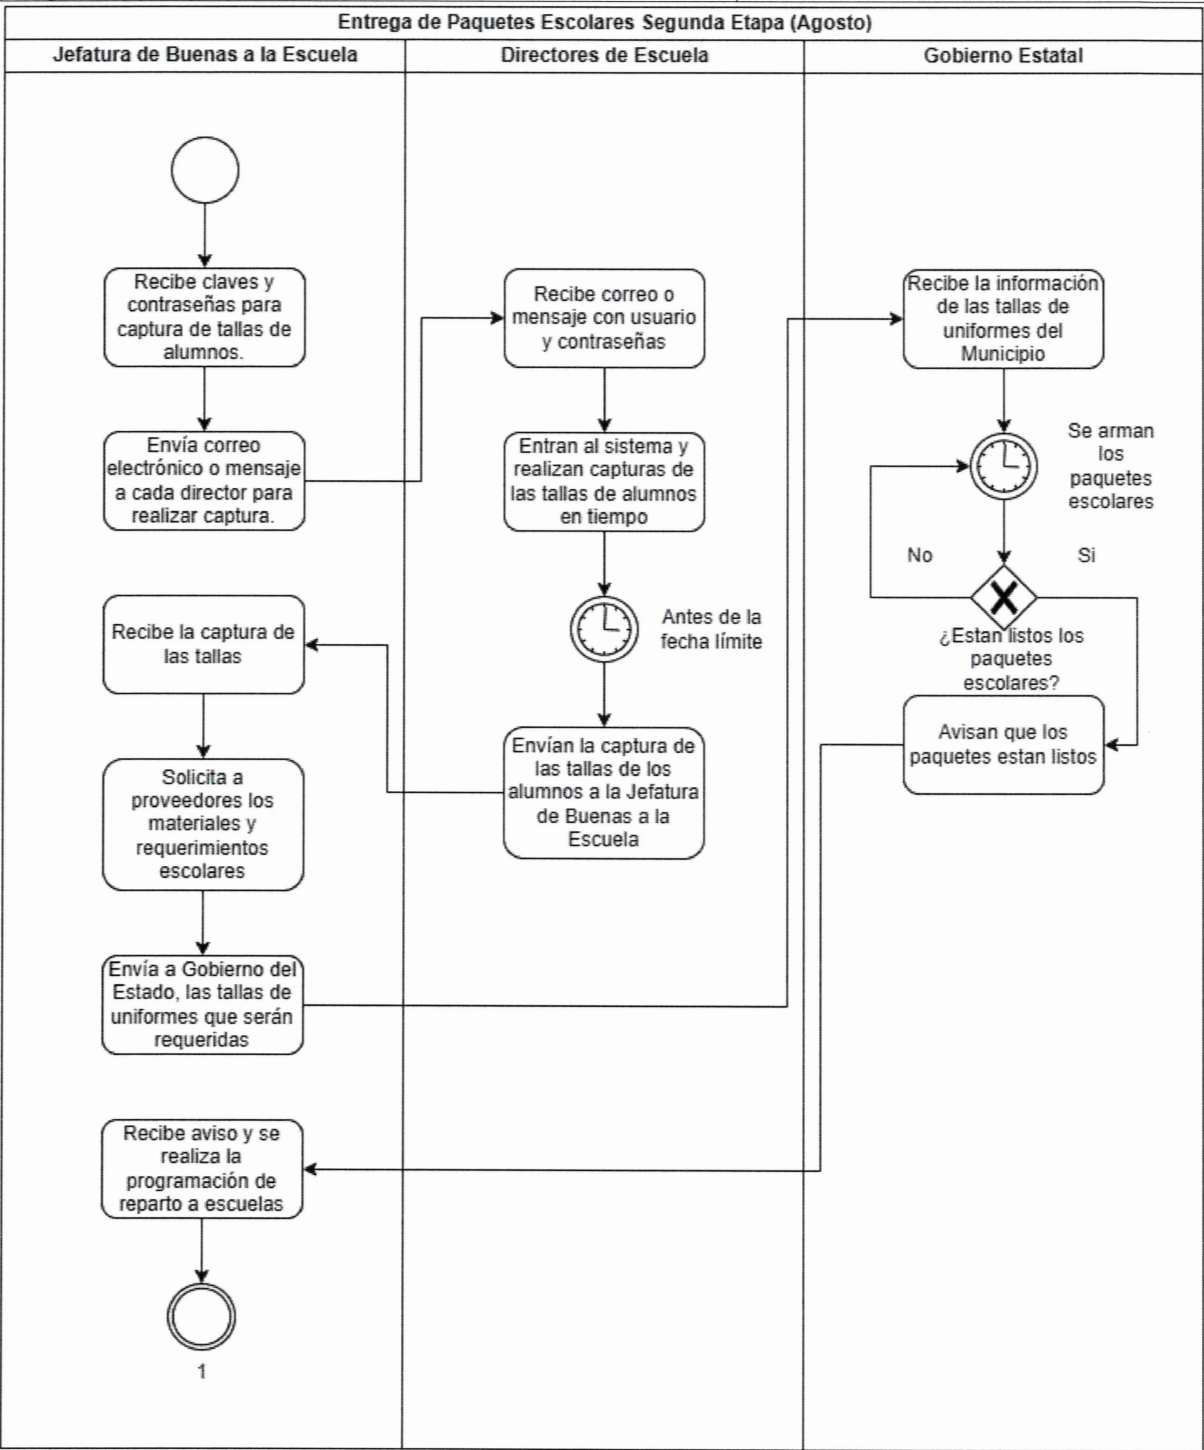 Entrega de Paquetes Escolares Segunda Etapa (Agosto)
Jefatura de Buenas a la Escuela
Directores de Escuela
Gobierno Estatal
Recibe claves y
contraseñas para
captura de tallas de
alumnos.
Envía correo
electrónico o mensaje
a cada director para
realizar captura.
Recibe correo o
mensaje con usuario
y contraseñas
Entran al sistema y
realizan capturas de
las tallas de alumnos
en tiempo
Antes de la
fecha límite
Envían la captura de
las tallas de los
alumnos a la Jefatura
de Buenas a la
Escuela
Recibe la captura de
las tallas
Solicita a
proveedores los
materiales y
requerimientos
escolares
Envía a Gobierno del
Estado, las tallas de
uniformes que serán
requeridas
Recibe la información
de las tallas de
uniformes del
Municipio
Se arman
los
paquetes
escolares
No
Si
¿Estan listos los
paquetes
escolares?
Avisan que los
paquetes estan listos
Recibe aviso y se
realiza la
programación de
reparto a escuelas
1